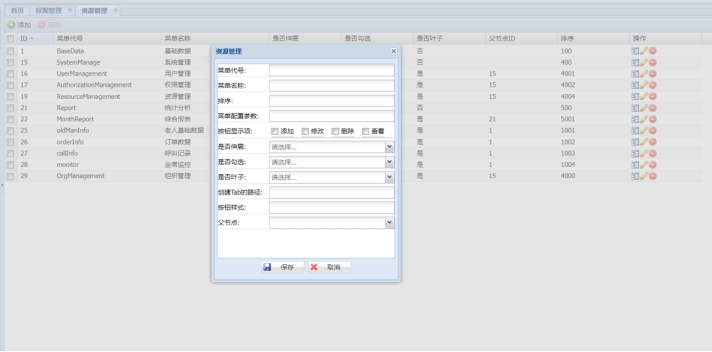 首页 权限管理 资源管理
添加 删除
ID 菜单代号 菜单名称 是否伸展 是否勾选 是否叶子 父节点ID 排序 操作
1 BaseData 基础数据 否 100
15 SystemManage 系统管理 否 400
16 UserManagement 用户管理 是 15 4001
17 AuthorizationManagement 权限管理 是 15 4002
19 ResourceManagement 资源管理 是 15 4004
21 Report 统计分析 否 500
22 MonthReport 综合报表 是 21 5001
25 oldManInfo 老人基础数据 是 1 1001
26 orderInfo 订单数据 是 1 1002
27 callInfo 呼叫记录 是 1 1003
28 monitor 运营监控 是 1 1004
29 OrgManagement 组织管理 是 15 4000
资源管理
菜单代号:
菜单名称:
排序:
菜单配置参数:
按钮显示项: 添加 修改 删除 查看
是否伸展: 请选择...
是否勾选: 请选择...
是否叶子: 请选择...
创建Tab的路径:
按钮样式:
父节点:
保存 取消